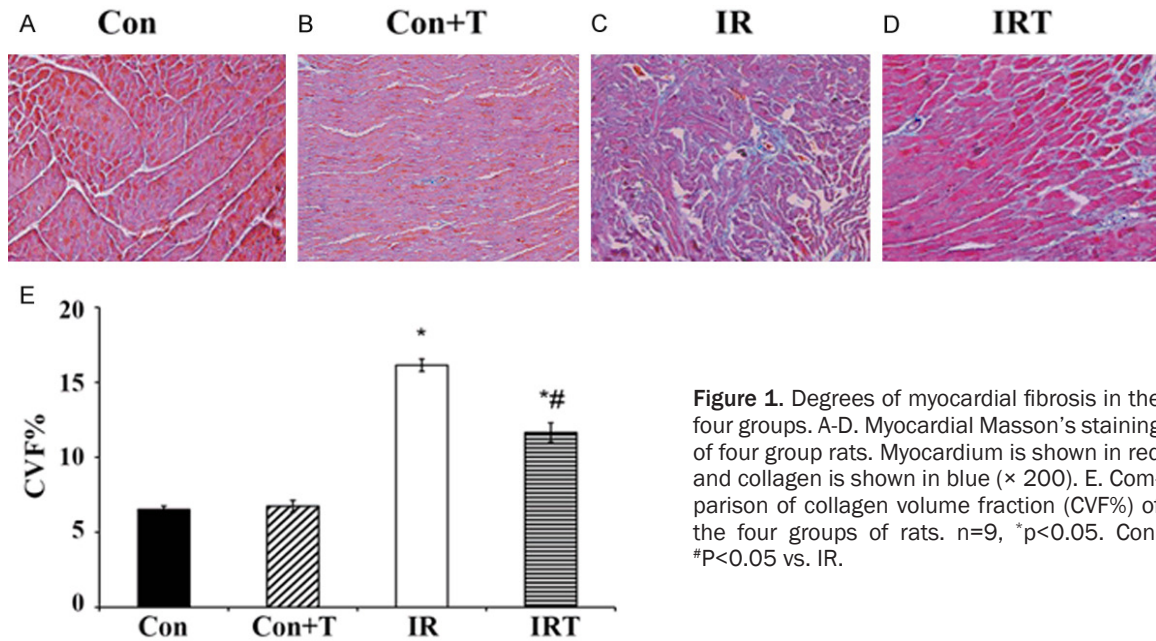 A Con
B Con+T
C IR
D IRT
E
20
15
10
5
0
CVF%
*
*#
Con
Con+T
IR
IRT
Figure 1. Degrees of myocardial fibrosis in the
four groups. A-D. Myocardial Masson's staining
of four group rats. Myocardium is shown in red
and collagen is shown in blue (× 200). E. Com-
parison of collagen volume fraction (CVF%) of
the four groups of rats. n=9, *p<0.05. Con
#P<0.05 vs. IR.